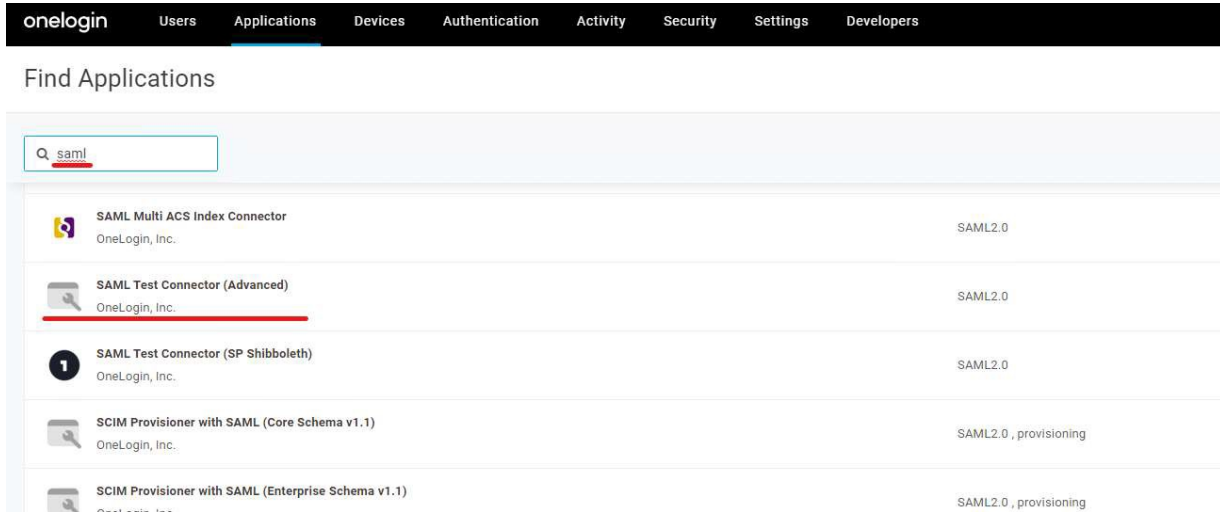 onelogin Users Applications Devices Authentication Activity Security Settings Developers
Find Applications
saml
SAML Multi ACS Index Connector
OneLogin, Inc.
SAML2.0
SAML Test Connector (Advanced)
OneLogin, Inc.
SAML2.0
1
SAML Test Connector (SP Shibboleth)
OneLogin, Inc.
SAML2.0
SCIM Provisioner with SAML (Core Schema v1.1)
OneLogin, Inc.
SAML2.0 , provisioning
SCIM Provisioner with SAML (Enterprise Schema v1.1)
OneLogin, Inc.
SAML2.0 , provisioning